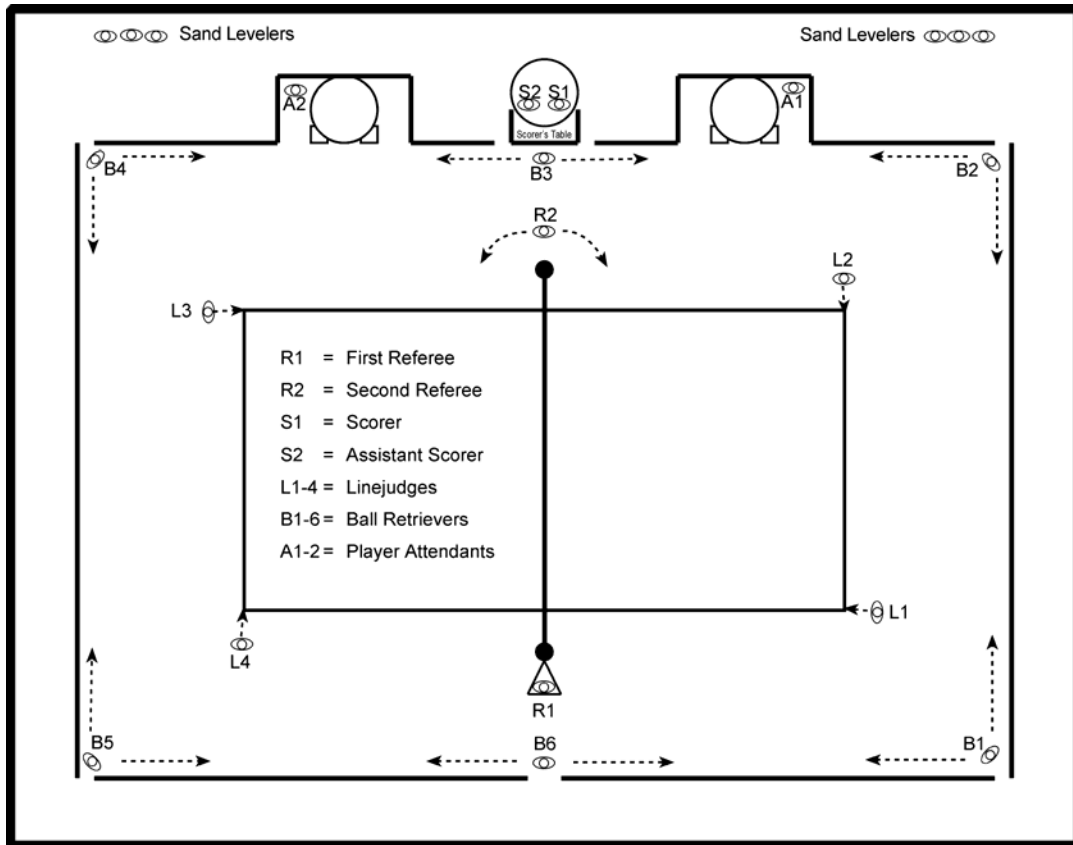 Sand Levelers
Sand Levelers
A2
S2 S1
A1
Scorer's Table
B4
B3
B2
R2
L2
L3
R1 = First Referee
R2 = Second Referee
S1 = Scorer
S2 = Assistant Scorer
L1-4 = Linejudges
B1-6 = Ball Retrievers
A1-2 = Player Attendants
L1
L4
R1
B5
B6
B1